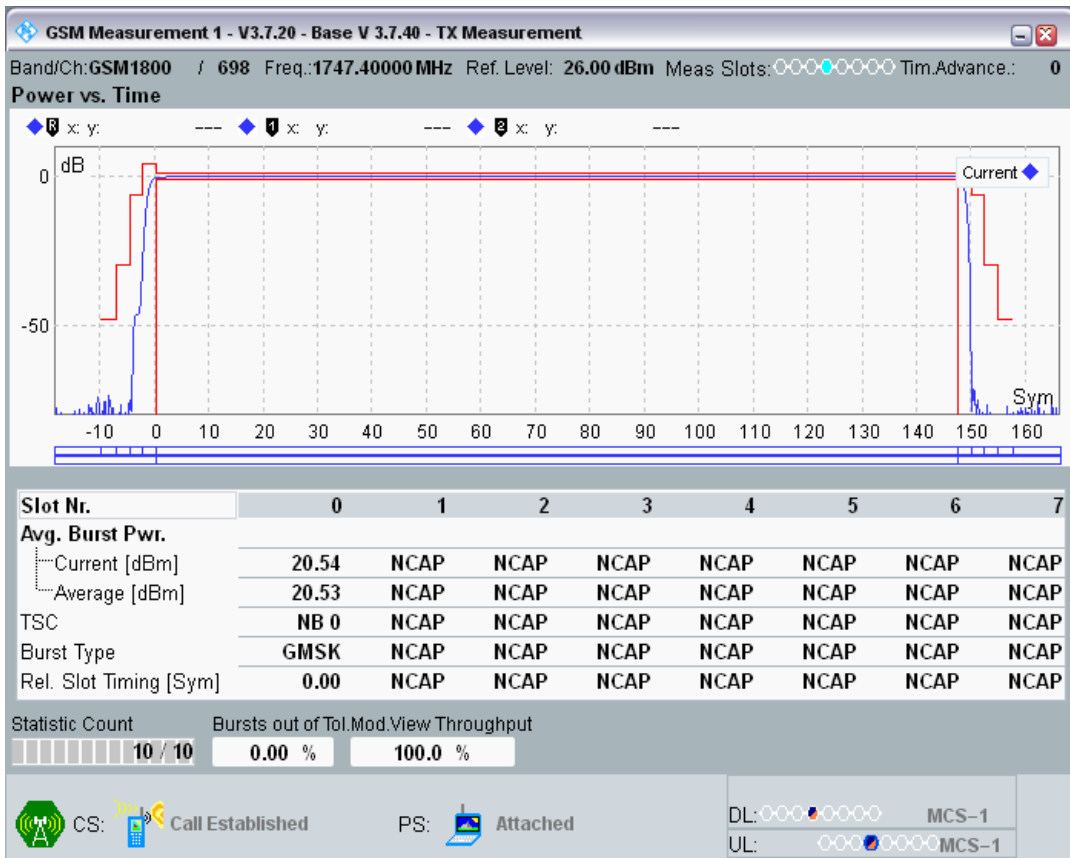 GSM Measurement 1 - V3.7.20 - Base V 3.7.40 - TX Measurement
Band/Ch:GSM1800 / 698 Freq.:1747.40000 MHz Ref. Level: 26.00 dBm Meas Slots: Tim.Advance.: 0
Power vs. Time
R x: y: --- 1 x: y: --- 2 x: y: ---
dB
Current
0
-50
Sym
-10 0 10 20 30 40 50 60 70 80 90 100 110 120 130 140 150 160
Slot Nr. 0 1 2 3 4 5 6 7
Avg. Burst Pwr.
Current [dBm] 20.54 NCAP NCAP NCAP NCAP NCAP NCAP NCAP
Average [dBm] 20.53 NCAP NCAP NCAP NCAP NCAP NCAP NCAP
TSC NB 0 NCAP NCAP NCAP NCAP NCAP NCAP NCAP
Burst Type GMSK NCAP NCAP NCAP NCAP NCAP NCAP NCAP
Rel. Slot Timing [Sym] 0.00 NCAP NCAP NCAP NCAP NCAP NCAP NCAP
Statistic Count Bursts out of Tol.Mod.View Throughput
10 / 10 0.00 % 100.0 %
CS: Call Established PS: Attached
DL: MCS-1
UL: MCS-1